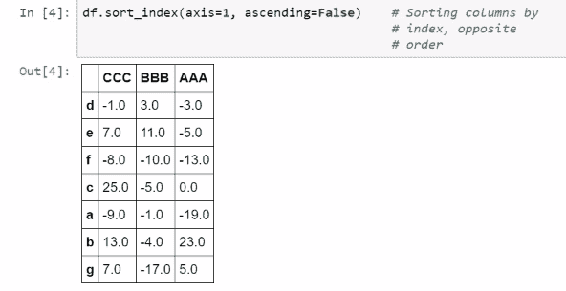 In [4]: df.sort_index(axis=1, ascending=False) # Sorting columns by
# index, opposite
# order
Out[4]:
CCC BBB AAA
d -1.0 3.0 -3.0
e 7.0 11.0 -5.0
f -8.0 -10.0 -13.0
c 25.0 -5.0 0.0
a -9.0 -1.0 -19.0
b 13.0 -4.0 23.0
g 7.0 -17.0 5.0